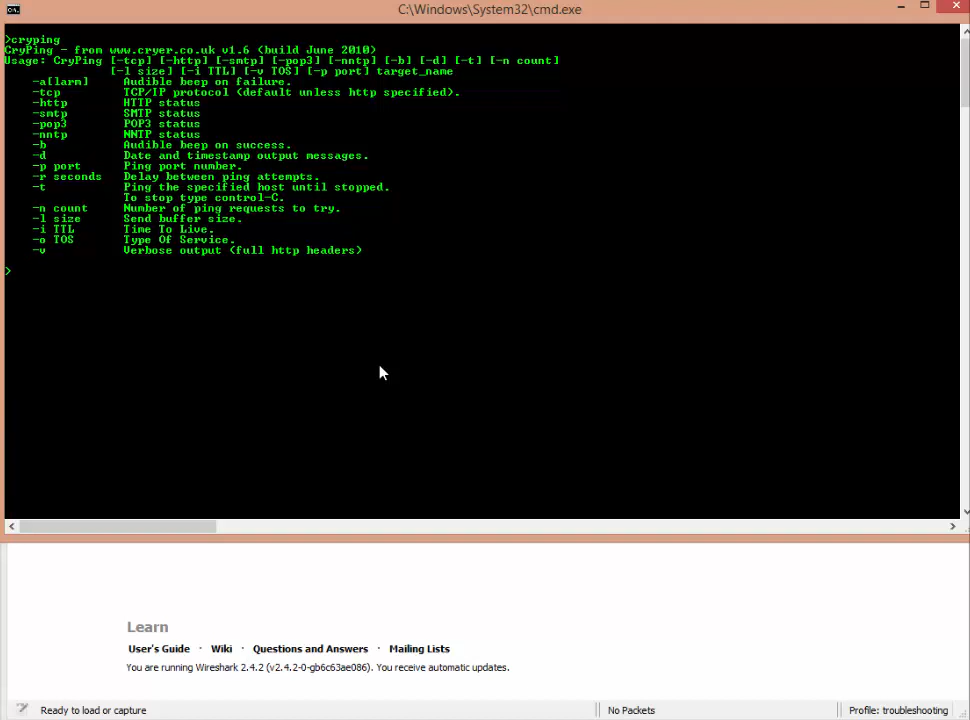 C:\Windows\System32\cmd.exe
>cryping
CryPing - from www.cryer.co.uk v1.6 (build June 2010)
Usage: CryPing [-tcp] [-http] [-smtp] [-pop3] [-nntp] [-b] [-d] [-t] [-n count]
[-l size] [-i TTL] [-v TOS] [-p port] target_name
-a[larm] Audible beep on failure.
-tcp TCP/IP protocol (default unless http specified).
-http HTTP status
-smtp SMTP status
-pop3 POP3 status
-nntp NNTP status
-b Audible beep on success.
-d Date and timestamp output messages.
-p port Ping port number.
-r seconds Delay between ping attempts.
-t Ping the specified host until stopped.
To stop type control-C.
-n count Number of ping requests to try.
-l size Send buffer size.
-i TTL Time To Live.
-o TOS Type Of Service.
-v Verbose output (full http headers)
>
Learn
User's Guide · Wiki · Questions and Answers · Mailing Lists
You are running Wireshark 2.4.2 (v2.4.2-0-gb6c63ae086). You receive automatic updates.
Ready to load or capture No Packets Profile: troubleshooting